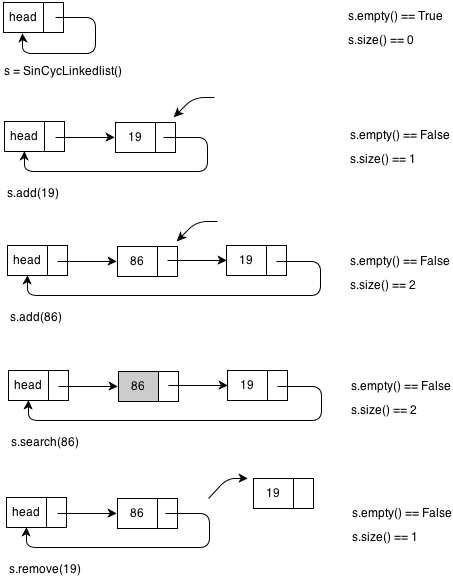 head
s.empty() == True
s.size() == 0
s = SinCycLinkedlist()
head 19
s.empty() == False
s.size() == 1
s.add(19)
head 86 19
s.empty() == False
s.size() == 2
s.add(86)
head 86 19
s.empty() == False
s.size() == 2
s.search(86)
19
head 86
s.empty() == False
s.size() == 1
s.remove(19)